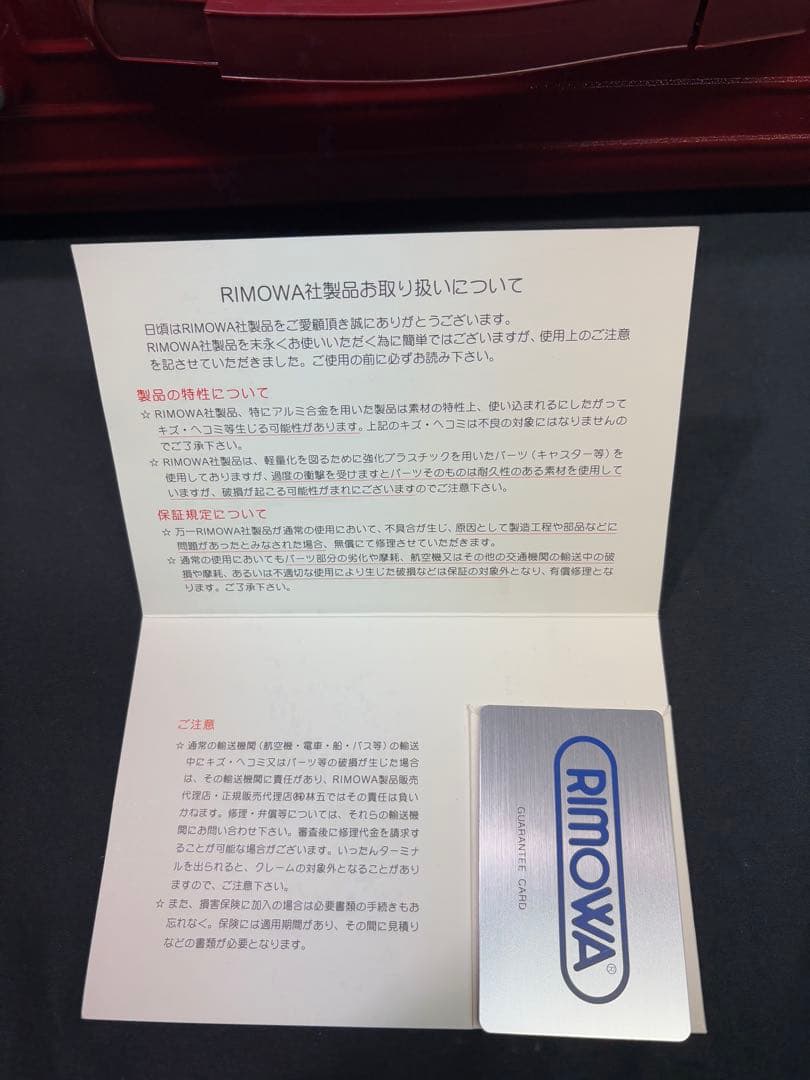 RIMOWA社製品お取り扱いについて
日頃はRIMOWA社製品をご愛顧頂き誠にありがとうございます。
RIMOWA社製品を末永くお使いいただく為に簡単ではございますが、使用上のご注意
を記させていただきました。ご使用の前に必ずお読み下さい。
製品の特性について
☆ RIMOWA社製品、特にアルミ合金を用いた製品は素材の特性上、使い込まれるにしたがって
キズ・ヘコミ等生じる可能性があります。上記のキズ・ヘコミは不良の対象にはなりませんの
でご了承下さい。
☆ RIMOWA社製品は、軽量化を図るために強化プラスチックを用いたパーツ（キャスター等）を
使用しておりますが、過度の衝撃を受けますとパーツそのものは耐久性のある素材を使用して
いますが、破損が起こる可能性がまれにございますのでご注意下さい。
保証規定について
☆ 万一RIMOWA社製品が通常の使用において、不具合が生じ、原因として製造工程や部品などに
問題があったとみなされた場合、無償にて修理させていただきます。
☆ 通常の使用においてもパーツ部分の劣化や摩耗、航空機又はその他の交通機関の輸送中の破
損や摩耗、あるいは不適切な使用により生じた破損などは保証の対象外となり、有償修理とな
ります。ご了承下さい。
ご注意
☆ 通常の輸送機関（航空機・電車・船・バス等）の輸送
中にキズ・ヘコミ又はパーツ等の破損が生じた場合
は、その輸送機関に責任があり、RIMOWA製品販売
代理店・正規販売代理店㈱林五ではその責任は負い
かねます。修理・弁償等については、それらの輸送機
関にお問い合わせ下さい。審査後に修理代金を請求す
ることが可能な場合がございます。いったんターミナ
ルを出られると、クレームの対象外となることがあり
ますので、ご注意下さい。
☆ また、損害保険に加入の場合は必要書類の手続きもお
忘れなく。保険には適用期間があり、その間に見積り
などの書類が必要となります。
RIMOWA®
GUARANTEE CARD